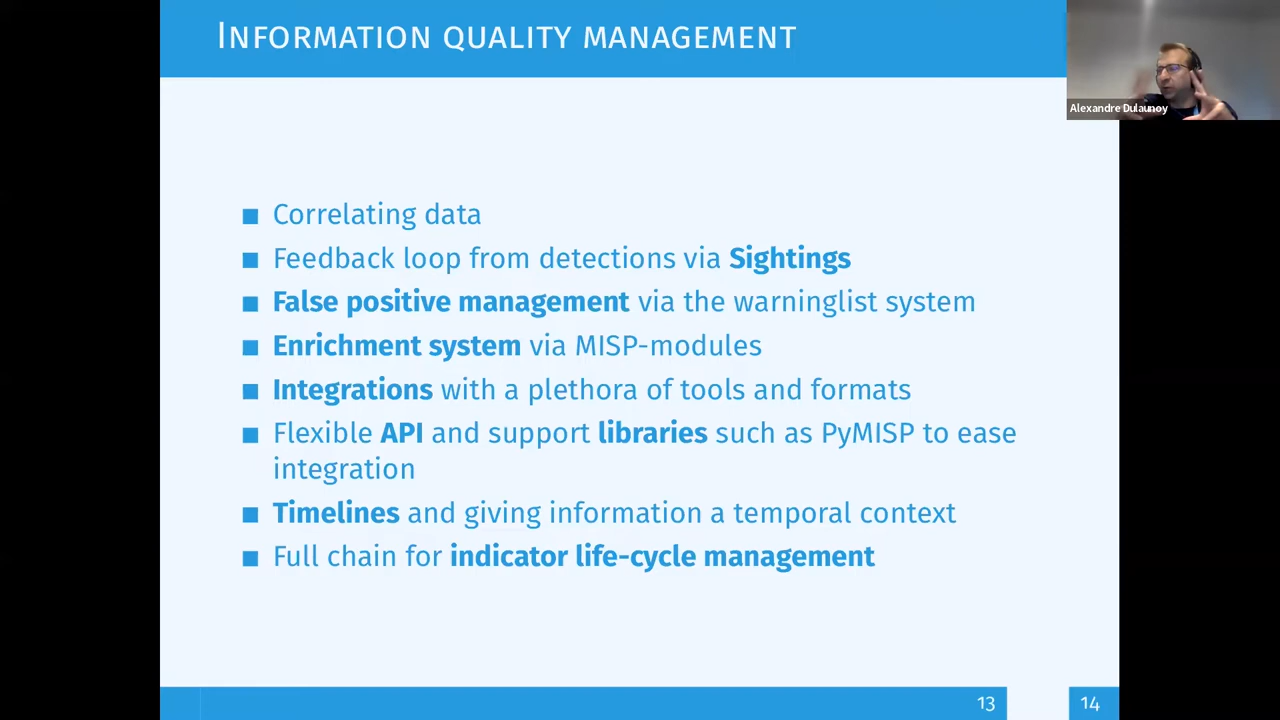 Information quality management
Alexandre Dulaunoy
■ Correlating data
■ Feedback loop from detections via Sightings
■ False positive management via the warninglist system
■ Enrichment system via MISP-modules
■ Integrations with a plethora of tools and formats
■ Flexible API and support libraries such as PyMISP to ease
integration
■ Timelines and giving information a temporal context
■ Full chain for indicator life-cycle management
13
14